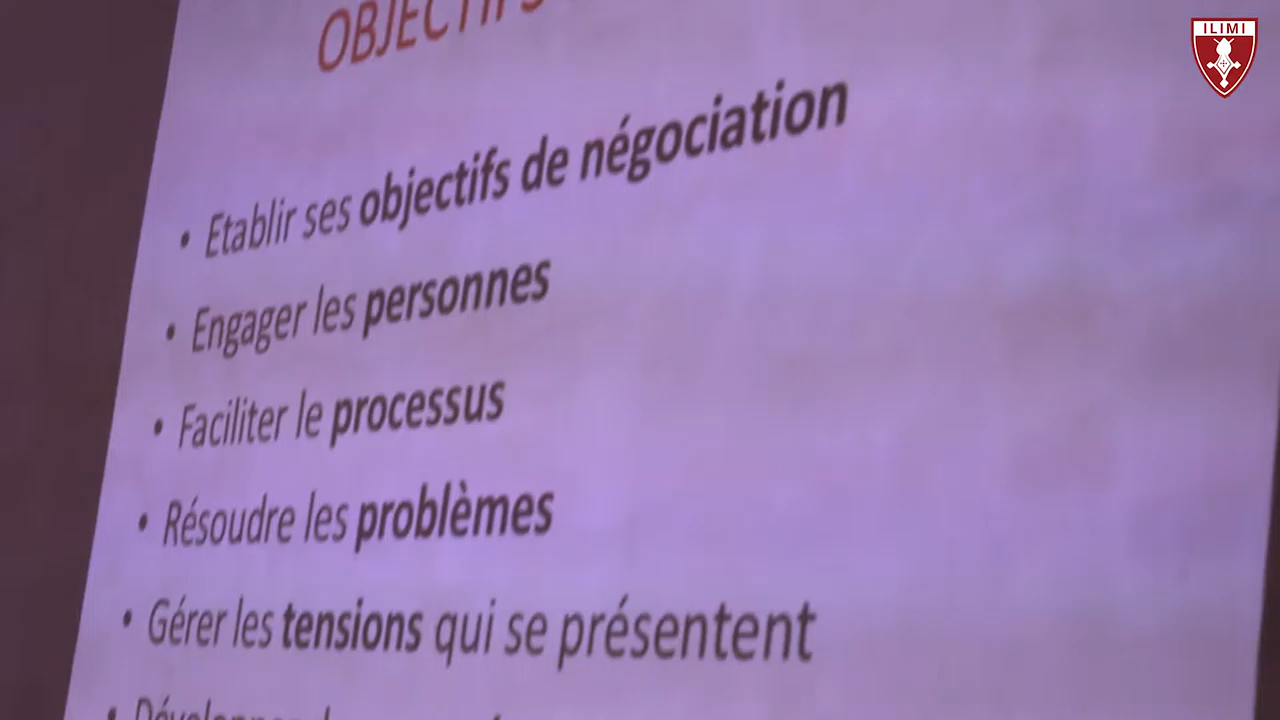 ILIMI
OBJECTIFS
• Etablir ses objectifs de négociation
• Engager les personnes
• Faciliter le processus
• Résoudre les problèmes
• Gérer les tensions qui se présentent